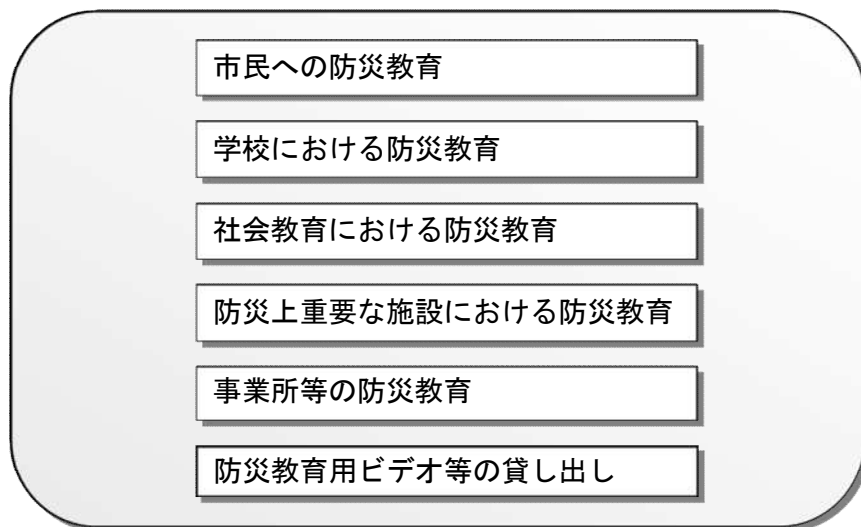 市民への防災教育
学校における防災教育
社会教育における防災教育
防災上重要な施設における防災教育
事業所等の防災教育
防災教育用ビデオ等の貸し出し